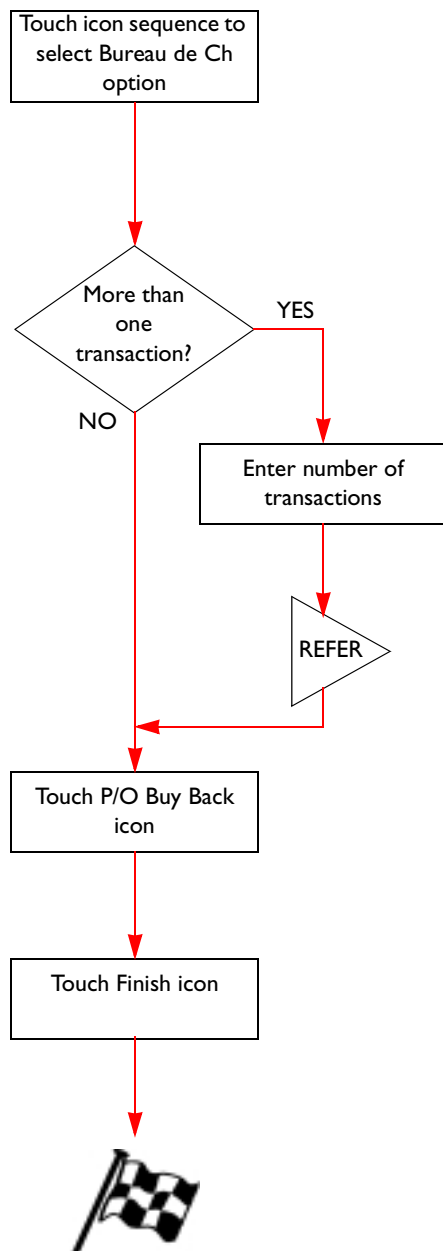 Touch icon sequence to
select Bureau de Ch
option
More than
one
transaction?
YES
NO
Enter number of
transactions
REFER
Touch P/O Buy Back
icon
Touch Finish icon